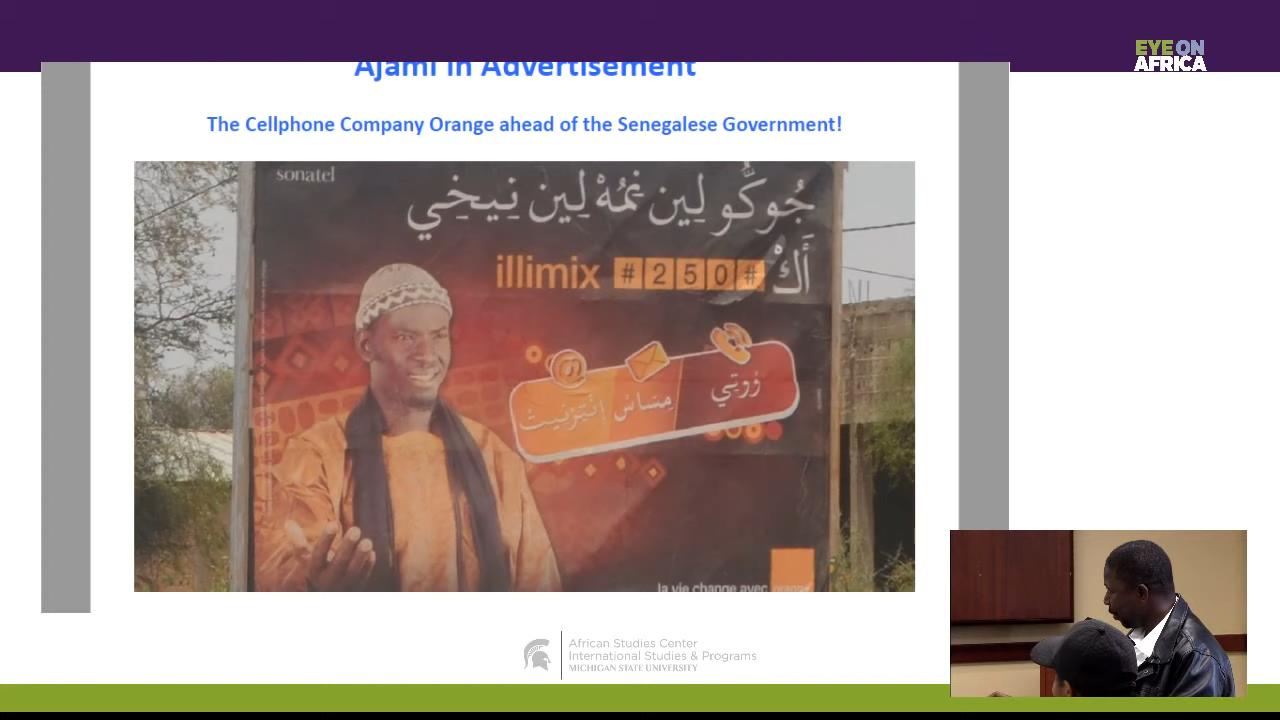 EYE ON
AFRICA
Ajami in Advertisement
The Cellphone Company Orange ahead of the Senegalese Government!
sonatel
جُوكُّو لِين نمُهْ لِين نِيخِي
أَكْ
illimix #250#
وُوتِي
مِسَاسْ
إنْتِرْنِيتْ
la vie change avec orange
African Studies Center
International Studies & Programs
MICHIGAN STATE UNIVERSITY